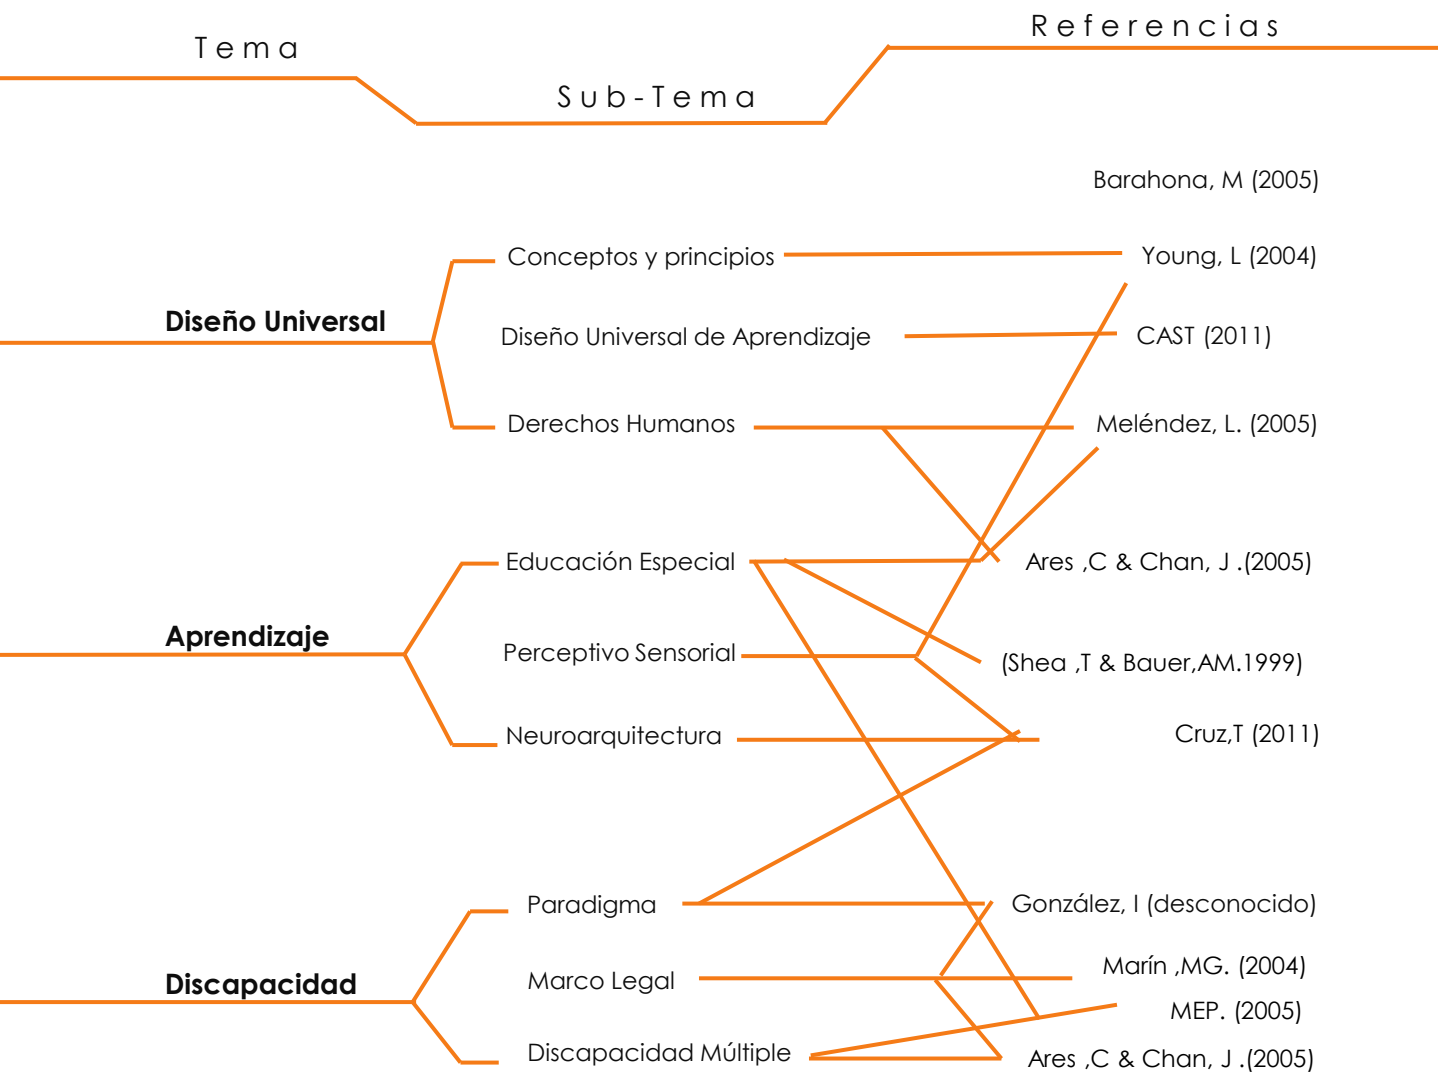 Tema
Sub-Tema
Referencias
Barahona, M (2005)
Conceptos y principios
Young, L (2004)
Diseño Universal
Diseño Universal de Aprendizaje
CAST (2011)
Derechos Humanos
Meléndez, L. (2005)
Educación Especial
Ares ,C & Chan, J .(2005)
Aprendizaje
Perceptivo Sensorial
(Shea ,T & Bauer,AM.1999)
Neuroarquitectura
Cruz,T (2011)
Paradigma
González, I (desconocido)
Discapacidad
Marco Legal
Marín ,MG. (2004)
MEP. (2005)
Discapacidad Múltiple
Ares ,C & Chan, J .(2005)